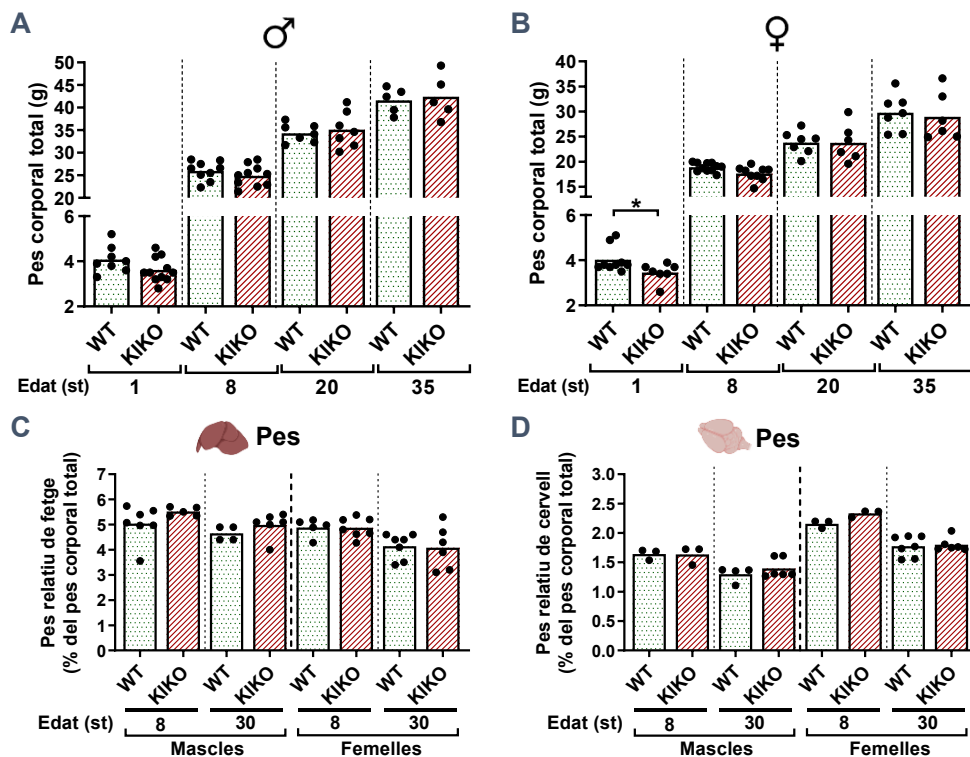 A
♂
Pes corporal total (g)
50
45
40
35
30
25
20
6
4
2
WT KIKO WT KIKO WT KIKO WT KIKO
Edat (st) 1 8 20 35
B
♀
Pes corporal total (g)
40
35
30
25
20
15
6
4
2
*
WT KIKO WT KIKO WT KIKO WT KIKO
Edat (st) 1 8 20 35
C
Pes
Pes relatiu de fetge
(% del pes corporal total)
7
6
5
4
3
2
1
0
WT KIKO WT KIKO WT KIKO WT KIKO
Edat (st) 8 30 8 30
Mascles Femelles
D
Pes
Pes relatiu de cervell
(% del pes corporal total)
3.0
2.5
2.0
1.5
1.0
0.5
0.0
WT KIKO WT KIKO WT KIKO WT KIKO
Edat (st) 8 30 8 30
Mascles Femelles